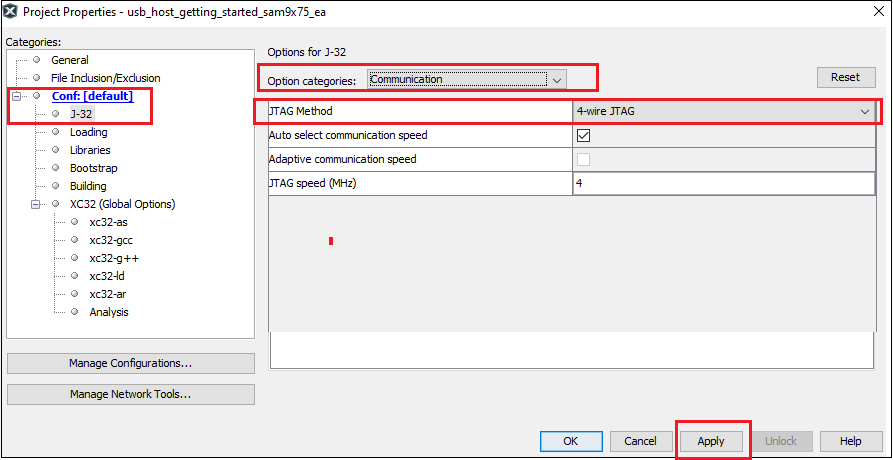 Project Properties - usb_host_getting_started_sam9x75_ea
Categories:
General
File Inclusion/Exclusion
Conf: [default]
J-32
Loading
Libraries
Bootstrap
Building
XC32 (Global Options)
xc32-as
xc32-gcc
xc32-g++
xc32-ld
xc32-ar
Analysis
Manage Configurations...
Manage Network Tools...
Options for J-32
Option categories: Communication
Reset
JTAG Method 4-wire JTAG
Auto select communication speed
Adaptive communication speed
JTAG speed (MHz) 4
OK Cancel Apply Unlock Help